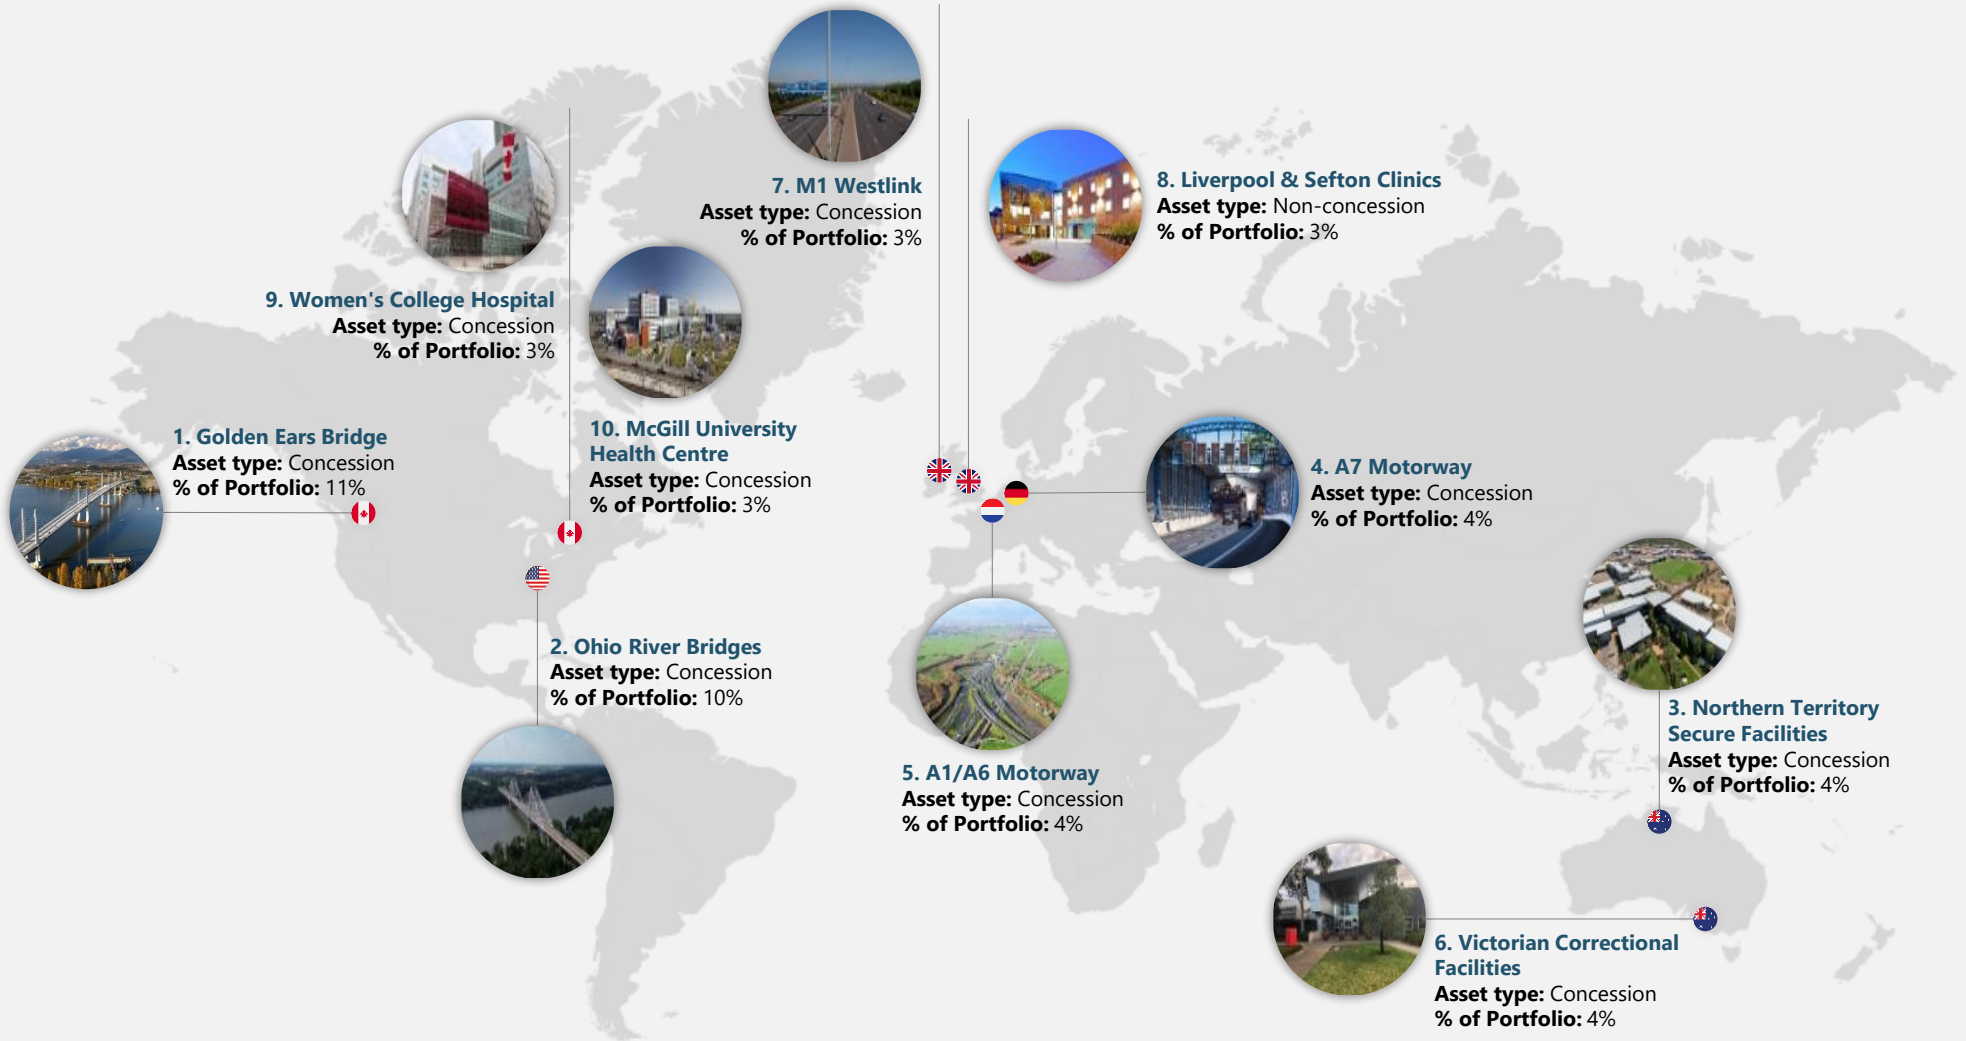 7. M1 Westlink
Asset type: Concession
% of Portfolio: 3%
8. Liverpool & Sefton Clinics
Asset type: Non-concession
% of Portfolio: 3%
9. Women's College Hospital
Asset type: Concession
% of Portfolio: 3%
10. McGill University
Health Centre
Asset type: Concession
% of Portfolio: 3%
1. Golden Ears Bridge
Asset type: Concession
% of Portfolio: 11%
4. A7 Motorway
Asset type: Concession
% of Portfolio: 4%
2. Ohio River Bridges
Asset type: Concession
% of Portfolio: 10%
5. A1/A6 Motorway
Asset type: Concession
% of Portfolio: 4%
3. Northern Territory
Secure Facilities
Asset type: Concession
% of Portfolio: 4%
6. Victorian Correctional
Facilities
Asset type: Concession
% of Portfolio: 4%